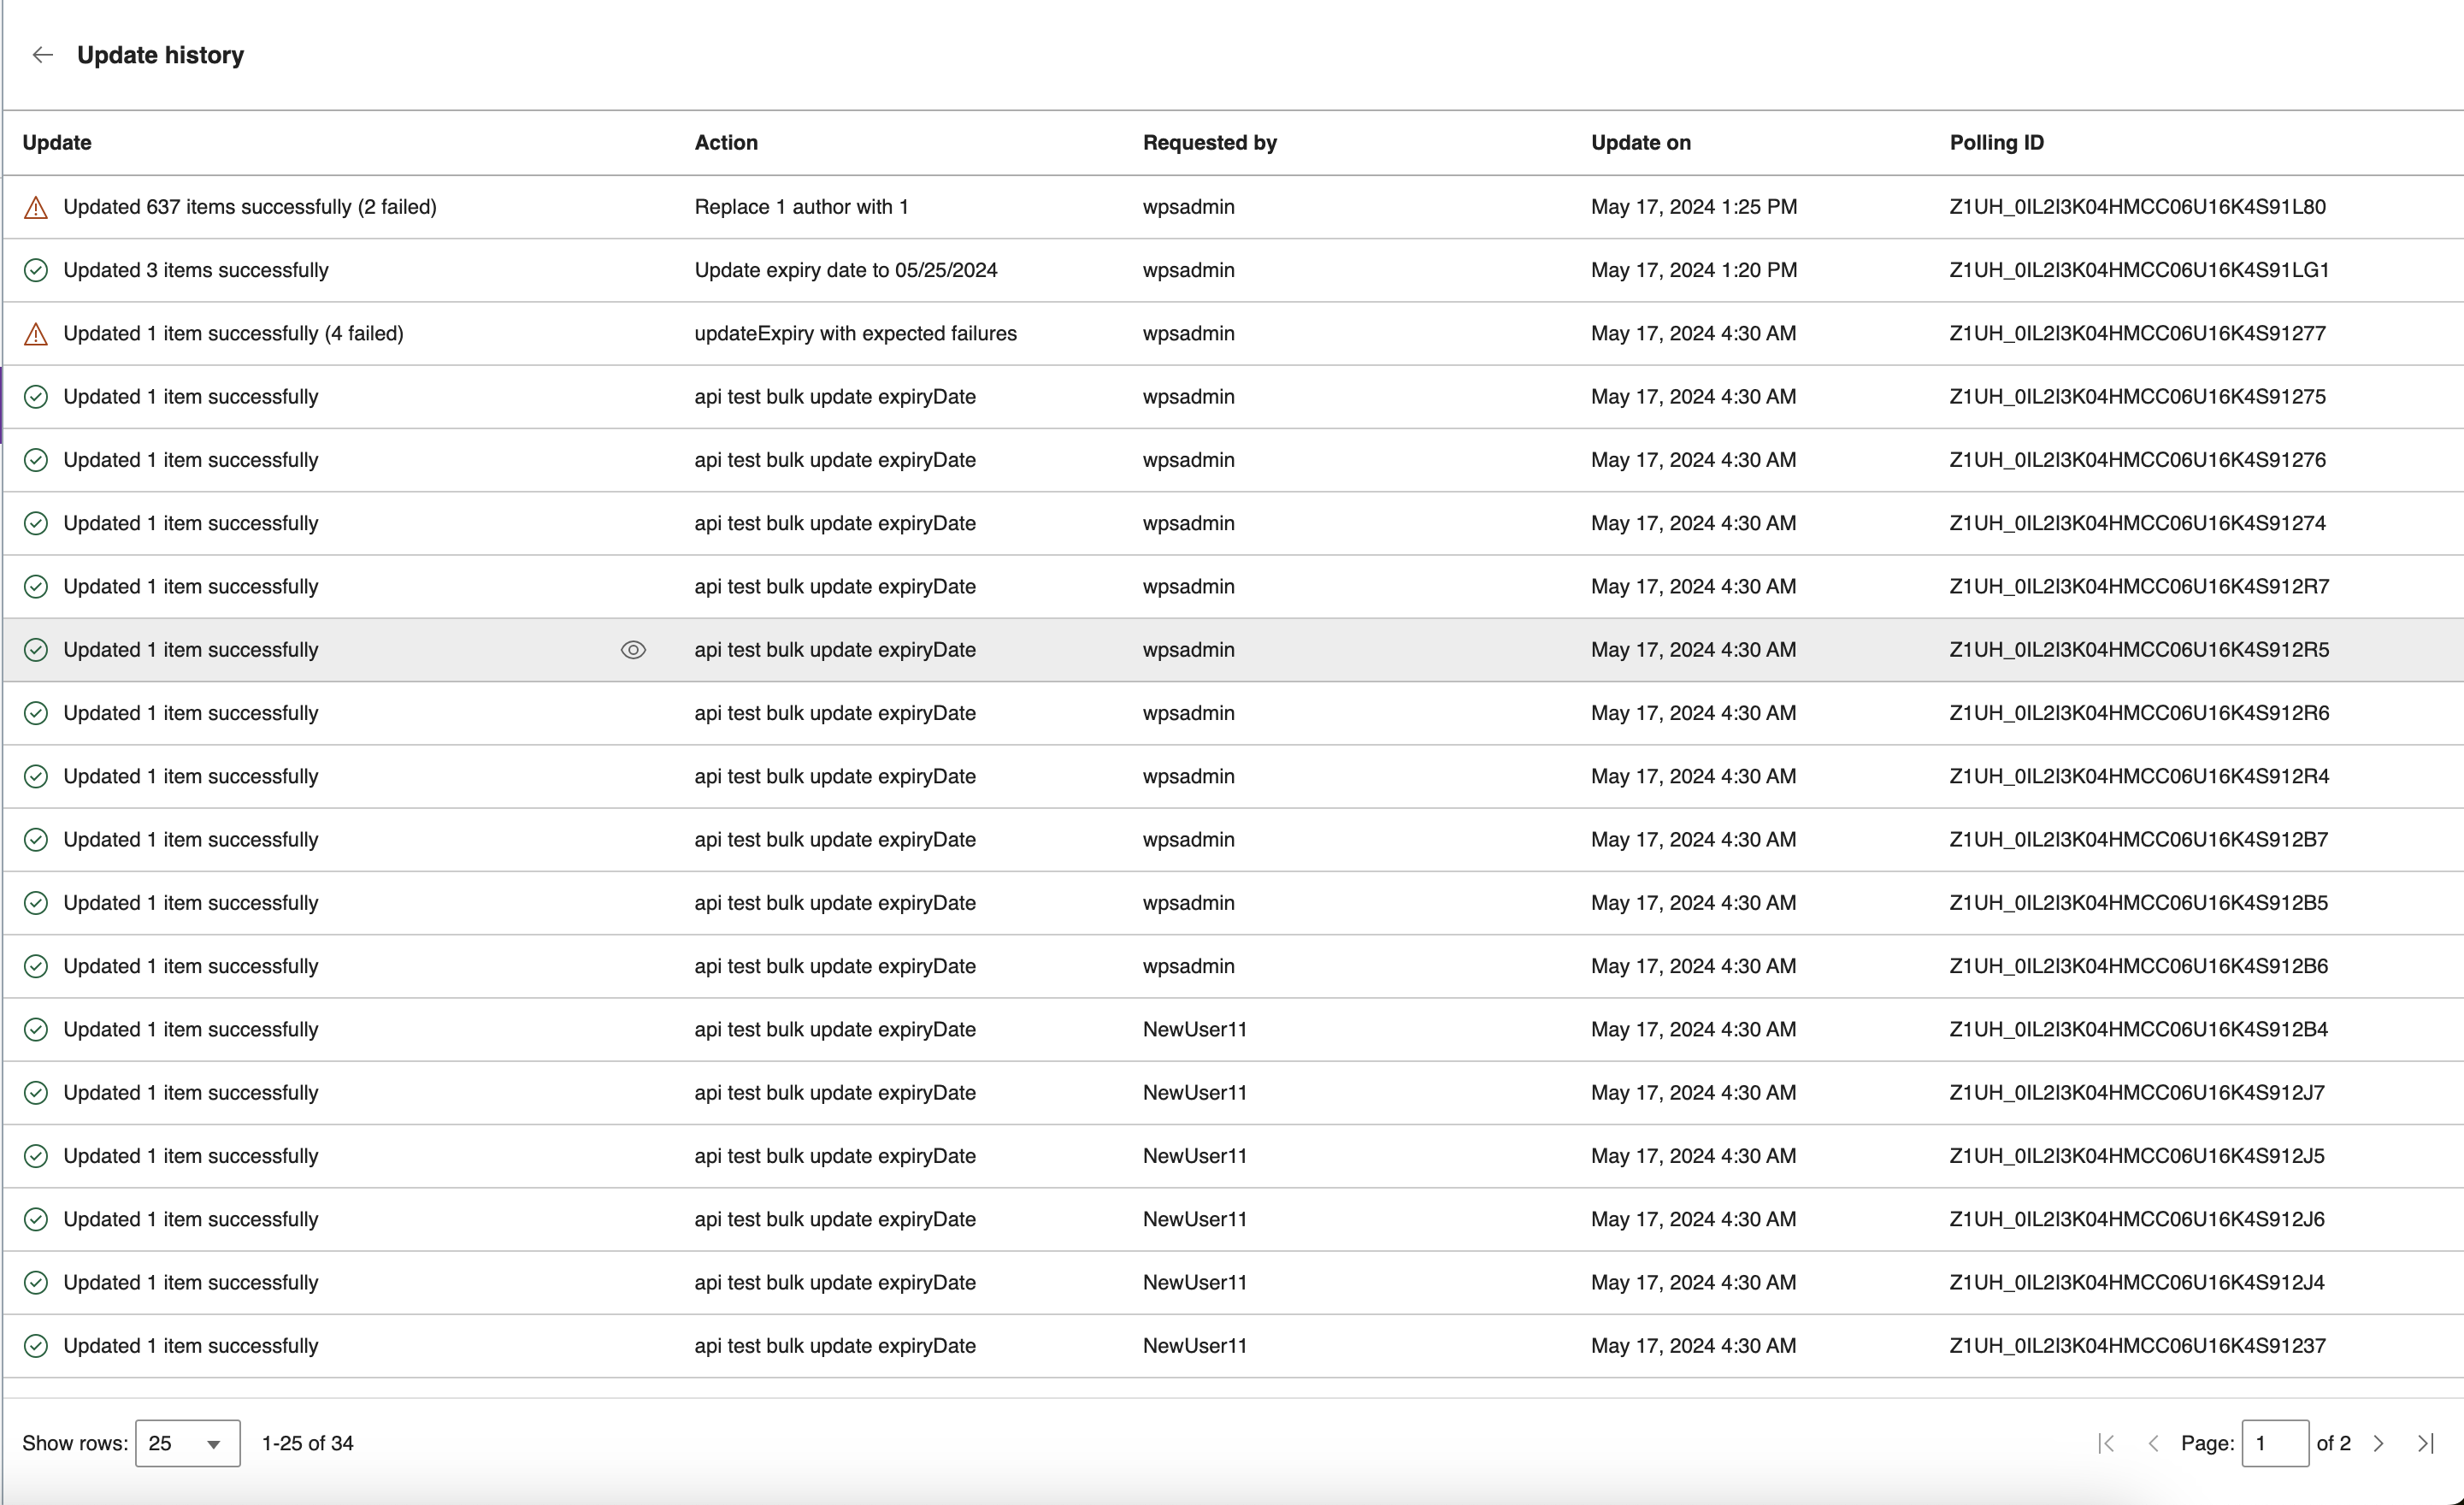 Update history
Update Action Requested by Update on Polling ID
Updated 637 items successfully (2 failed) Replace 1 author with 1 wpsadmin May 17, 2024 1:25 PM Z1UH_0IL2I3K04HMCC06U16K4S91L80
Updated 3 items successfully Update expiry date to 05/25/2024 wpsadmin May 17, 2024 1:20 PM Z1UH_0IL2I3K04HMCC06U16K4S91LG1
Updated 1 item successfully (4 failed) updateExpiry with expected failures wpsadmin May 17, 2024 4:30 AM Z1UH_0IL2I3K04HMCC06U16K4S91277
Updated 1 item successfully api test bulk update expiryDate wpsadmin May 17, 2024 4:30 AM Z1UH_0IL2I3K04HMCC06U16K4S91275
Updated 1 item successfully api test bulk update expiryDate wpsadmin May 17, 2024 4:30 AM Z1UH_0IL2I3K04HMCC06U16K4S91276
Updated 1 item successfully api test bulk update expiryDate wpsadmin May 17, 2024 4:30 AM Z1UH_0IL2I3K04HMCC06U16K4S91274
Updated 1 item successfully api test bulk update expiryDate wpsadmin May 17, 2024 4:30 AM Z1UH_0IL2I3K04HMCC06U16K4S912R7
Updated 1 item successfully api test bulk update expiryDate wpsadmin May 17, 2024 4:30 AM Z1UH_0IL2I3K04HMCC06U16K4S912R5
Updated 1 item successfully api test bulk update expiryDate wpsadmin May 17, 2024 4:30 AM Z1UH_0IL2I3K04HMCC06U16K4S912R6
Updated 1 item successfully api test bulk update expiryDate wpsadmin May 17, 2024 4:30 AM Z1UH_0IL2I3K04HMCC06U16K4S912R4
Updated 1 item successfully api test bulk update expiryDate wpsadmin May 17, 2024 4:30 AM Z1UH_0IL2I3K04HMCC06U16K4S912B7
Updated 1 item successfully api test bulk update expiryDate wpsadmin May 17, 2024 4:30 AM Z1UH_0IL2I3K04HMCC06U16K4S912B5
Updated 1 item successfully api test bulk update expiryDate wpsadmin May 17, 2024 4:30 AM Z1UH_0IL2I3K04HMCC06U16K4S912B6
Updated 1 item successfully api test bulk update expiryDate NewUser11 May 17, 2024 4:30 AM Z1UH_0IL2I3K04HMCC06U16K4S912B4
Updated 1 item successfully api test bulk update expiryDate NewUser11 May 17, 2024 4:30 AM Z1UH_0IL2I3K04HMCC06U16K4S912J7
Updated 1 item successfully api test bulk update expiryDate NewUser11 May 17, 2024 4:30 AM Z1UH_0IL2I3K04HMCC06U16K4S912J5
Updated 1 item successfully api test bulk update expiryDate NewUser11 May 17, 2024 4:30 AM Z1UH_0IL2I3K04HMCC06U16K4S912J6
Updated 1 item successfully api test bulk update expiryDate NewUser11 May 17, 2024 4:30 AM Z1UH_0IL2I3K04HMCC06U16K4S912J4
Updated 1 item successfully api test bulk update expiryDate NewUser11 May 17, 2024 4:30 AM Z1UH_0IL2I3K04HMCC06U16K4S91237
Show rows: 25 1-25 of 34 Page: 1 of 2